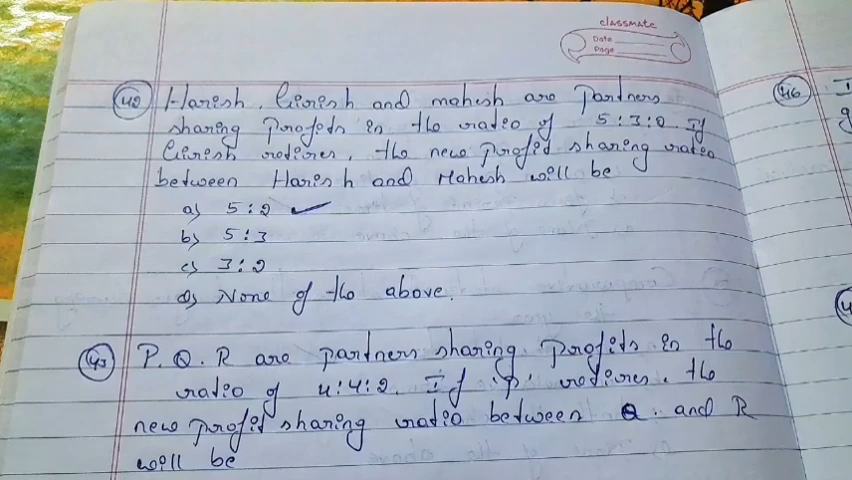 classmate
Date
Page
42 Harish, Girish and mahesh are partners
sharing profits in the ratio of 5:3:2. If
Girish retires, the new profit sharing ratio
between Harish and Mahesh will be
a) 5:2 ✓
b) 5:3
c) 3:2
d) None of the above.
43 P. Q. R are partners sharing profits in the
ratio of 4:4:2. If 'p' retires, the
new profit sharing ratio between Q. and R
will be
46 I